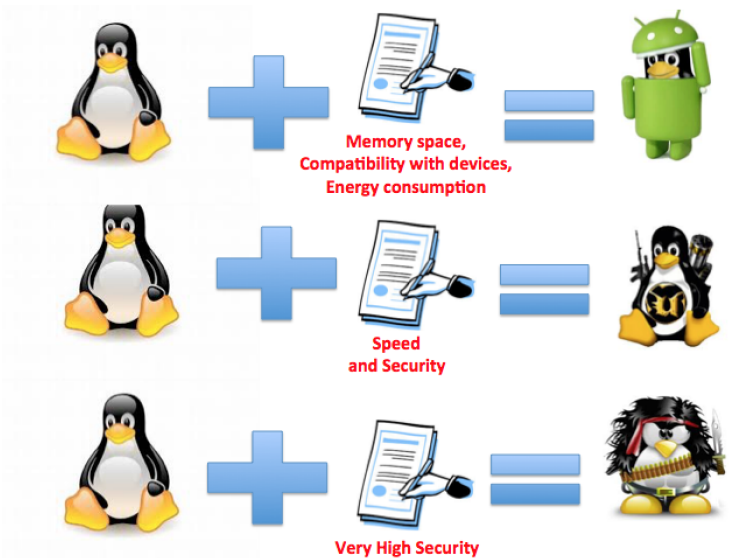 Memory space,
Compatibility with devices,
Energy consumption
Speed
and Security
Very High Security